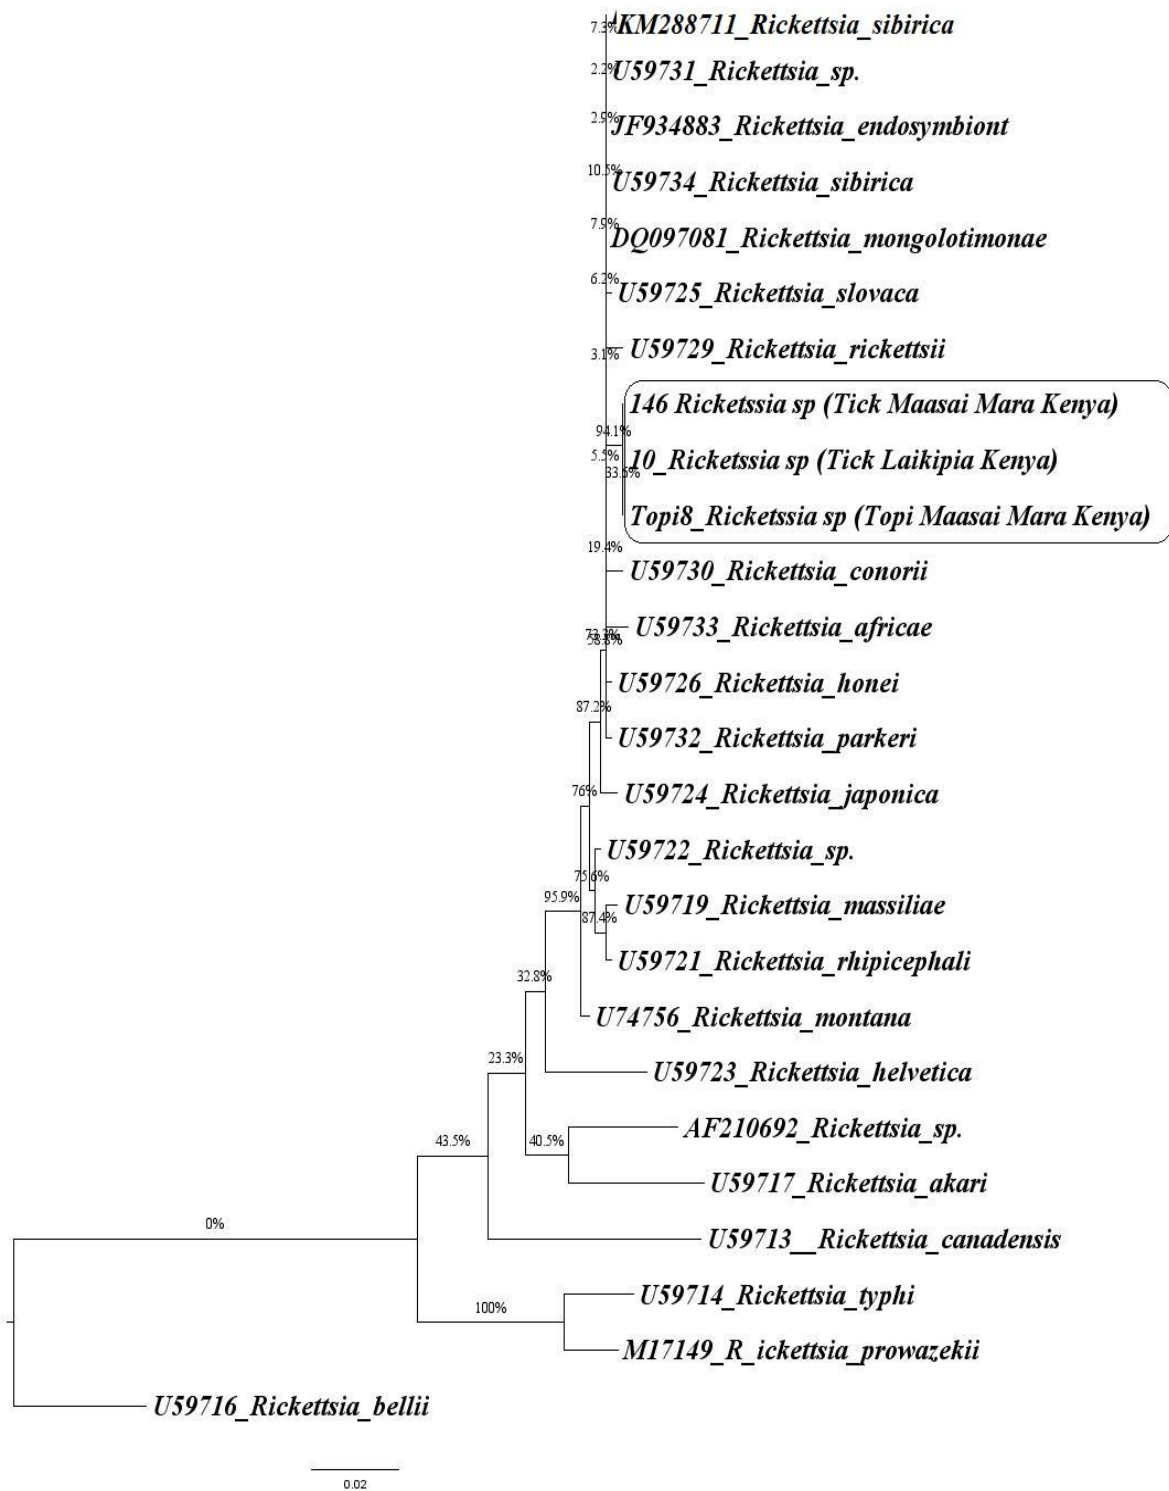 7.3%
KM288711_Rickettsia_sibirica
2.2%
U59731_Rickettsia_sp.
2.9%
JF934883_Rickettsia_endosymbiont
10.5%
U59734_Rickettsia_sibirica
7.9%
DQ097081_Rickettsia_mongolotimonae
6.2%
U59725_Rickettsia_slovaca
3.1%
U59729_Rickettsia_rickettsii
146 Ricketssia sp (Tick Maasai Mara Kenya)
94.1%
5.5%
10_Ricketssia sp (Tick Laikipia Kenya)
33.6%
Topi8_Ricketssia sp (Topi Maasai Mara Kenya)
19.4%
U59730_Rickettsia_conorii
U59733_Rickettsia_africae
58.8%
U59726_Rickettsia_honei
87.2%
U59732_Rickettsia_parkeri
76%
U59724_Rickettsia_japonica
U59722_Rickettsia_sp.
75.6%
95.9%
U59719_Rickettsia_massiliae
87.4%
U59721_Rickettsia_rhipicephali
32.8%
U74756_Rickettsia_montana
23.3%
U59723_Rickettsia_helvetica
AF210692_Rickettsia_sp.
43.5%
40.5%
U59717_Rickettsia_akari
0%
U59713__Rickettsia_canadensis
U59714_Rickettsia_typhi
100%
M17149_R_ickettsia_prowazekii
U59716_Rickettsia_bellii
0.02